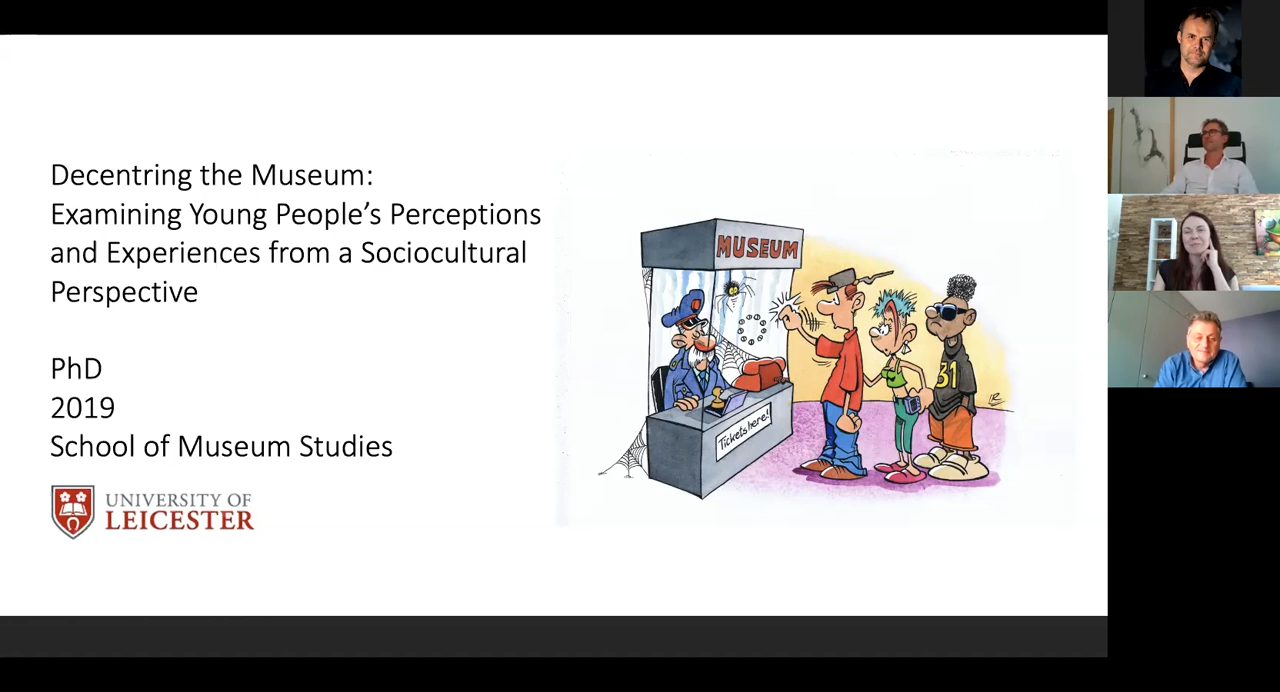 Decentring the Museum:
Examining Young People's Perceptions
and Experiences from a Sociocultural
Perspective
PhD
2019
School of Museum Studies
UNIVERSITY OF
LEICESTER
MUSEUM
Tickets here!
31